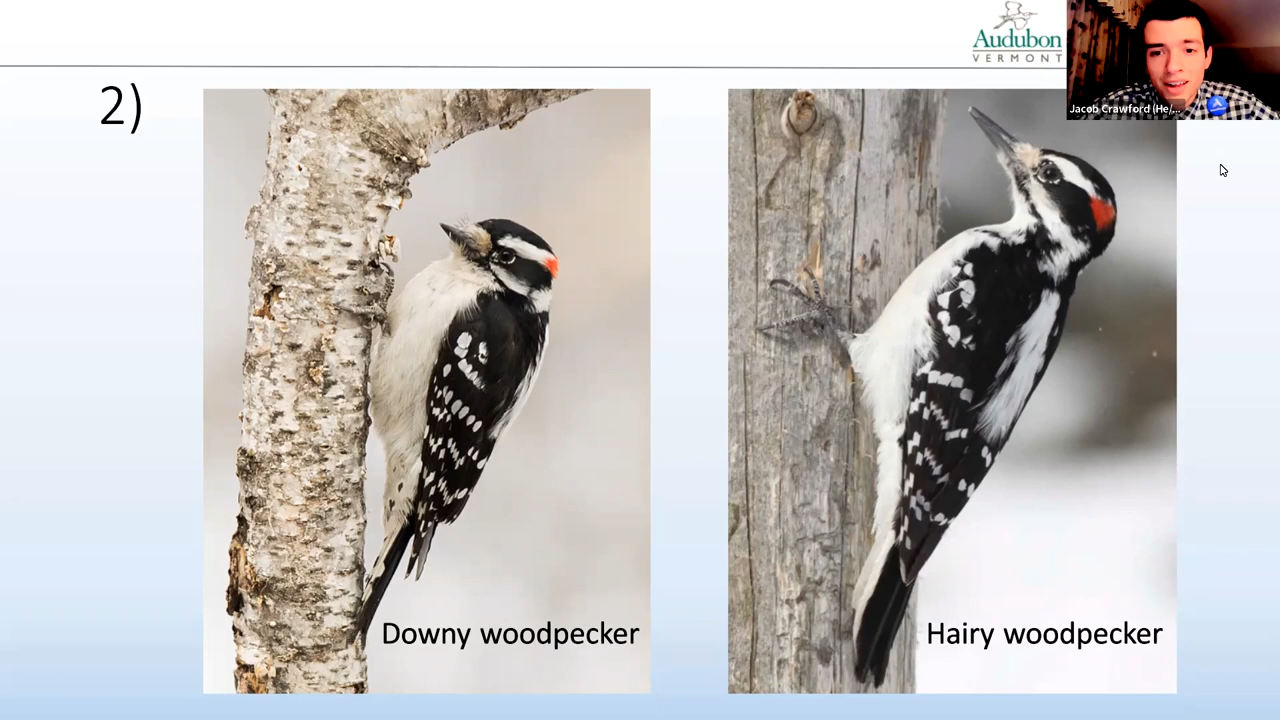 Audubon
VERMONT
Jacob Crawford (He/...
2)
Downy woodpecker
Hairy woodpecker